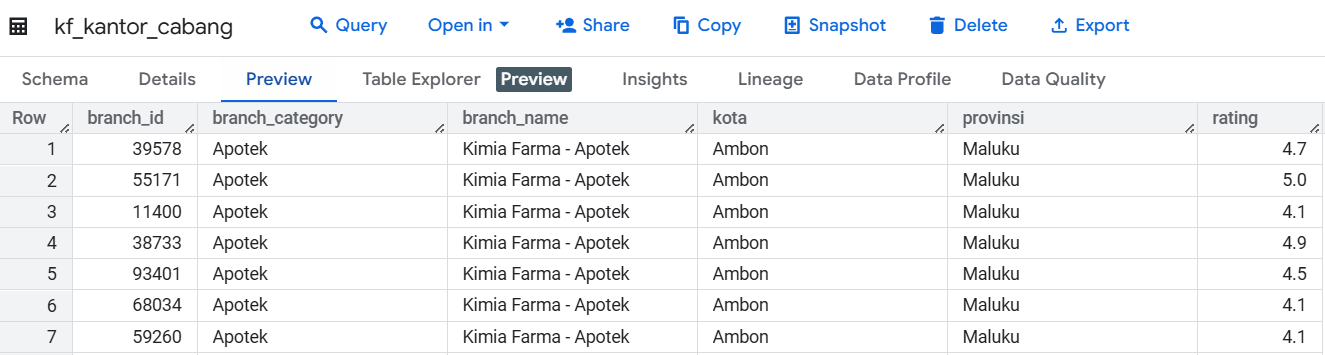 kf_kantor_cabang Query Open in Share Copy Snapshot Delete Export
Schema Details Preview Table Explorer Preview Insights Lineage Data Profile Data Quality
Row branch_id branch_category branch_name kota provinsi rating
1 39578 Apotek Kimia Farma - Apotek Ambon Maluku 4.7
2 55171 Apotek Kimia Farma - Apotek Ambon Maluku 5.0
3 11400 Apotek Kimia Farma - Apotek Ambon Maluku 4.1
4 38733 Apotek Kimia Farma - Apotek Ambon Maluku 4.9
5 93401 Apotek Kimia Farma - Apotek Ambon Maluku 4.5
6 68034 Apotek Kimia Farma - Apotek Ambon Maluku 4.1
7 59260 Apotek Kimia Farma - Apotek Ambon Maluku 4.1